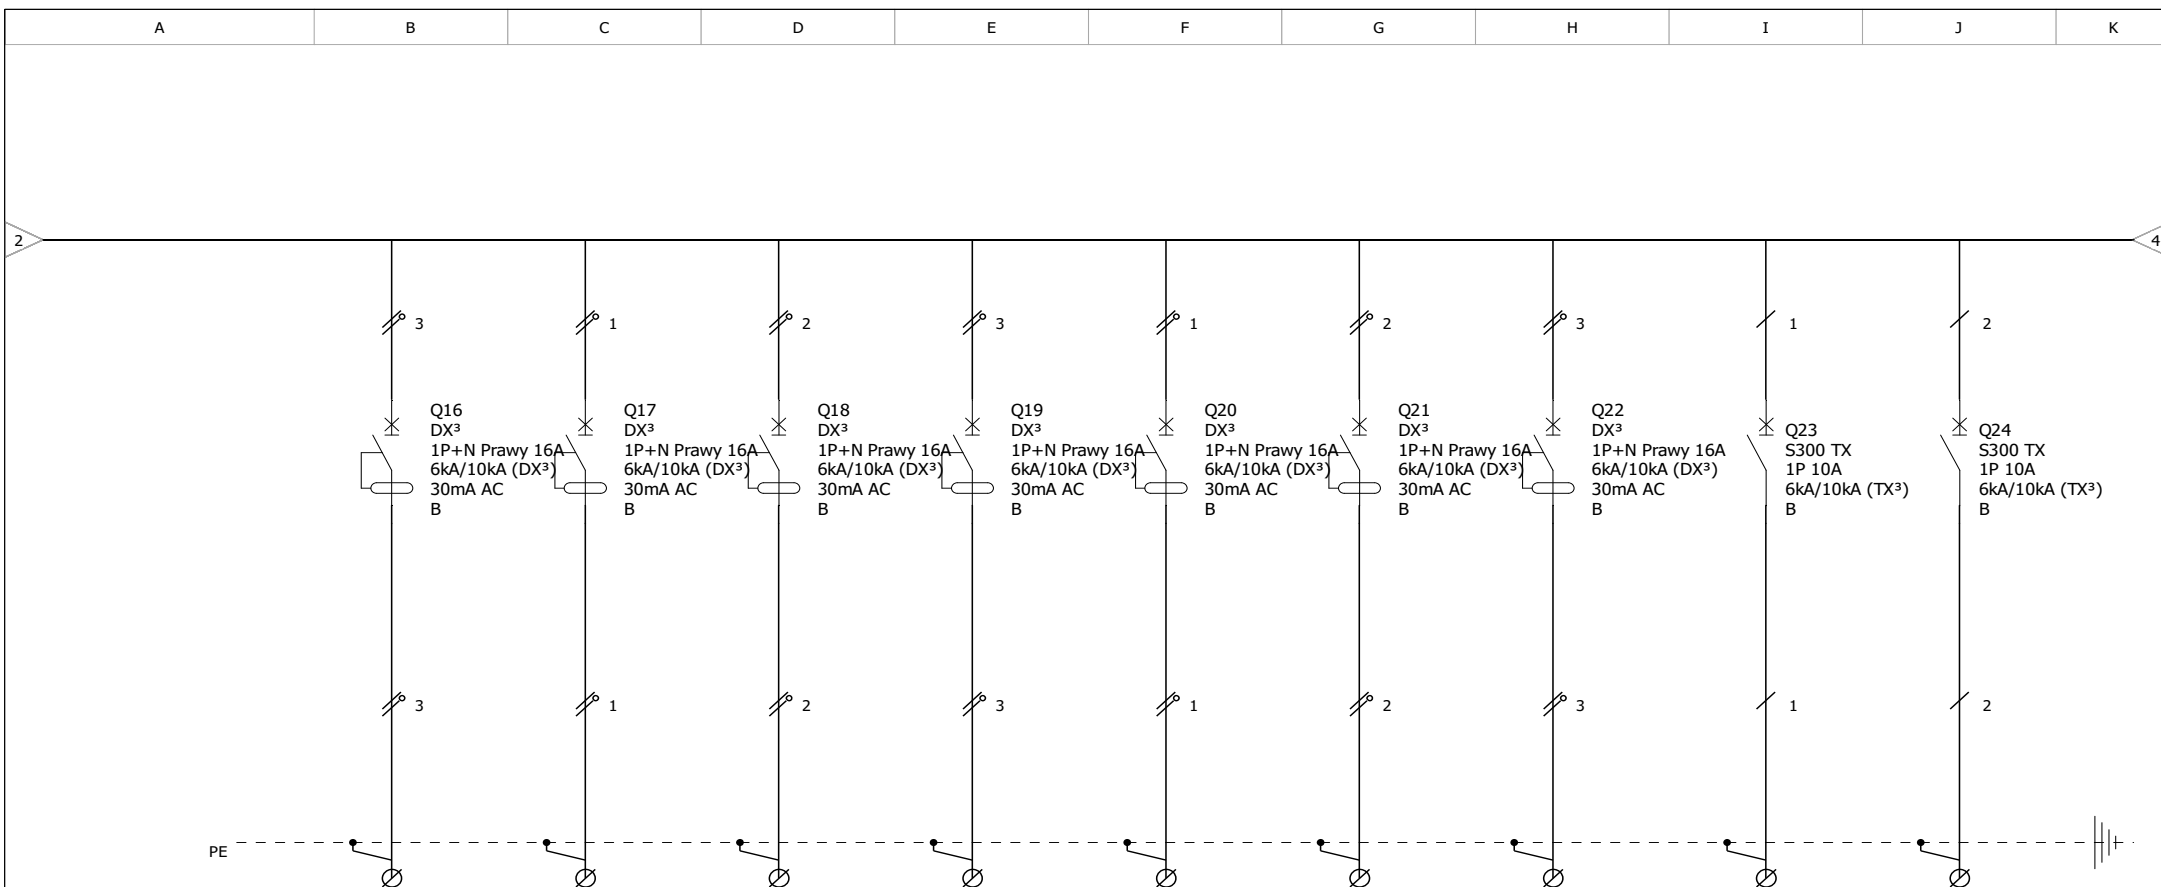 A B C D E F G H I J K
2 4
3 1 2 3 1 2 3 1 2
Q16
DX³
1P+N Prawy 16A
6kA/10kA (DX³)
30mA AC
B
Q17
DX³
1P+N Prawy 16A
6kA/10kA (DX³)
30mA AC
B
Q18
DX³
1P+N Prawy 16A
6kA/10kA (DX³)
30mA AC
B
Q19
DX³
1P+N Prawy 16A
6kA/10kA (DX³)
30mA AC
B
Q20
DX³
1P+N Prawy 16A
6kA/10kA (DX³)
30mA AC
B
Q21
DX³
1P+N Prawy 16A
6kA/10kA (DX³)
30mA AC
B
Q22
DX³
1P+N Prawy 16A
6kA/10kA (DX³)
30mA AC
B
Q23
S300 TX
1P 10A
6kA/10kA (TX³)
B
Q24
S300 TX
1P 10A
6kA/10kA (TX³)
B
3 1 2 3 1 2 3 1 2
PE